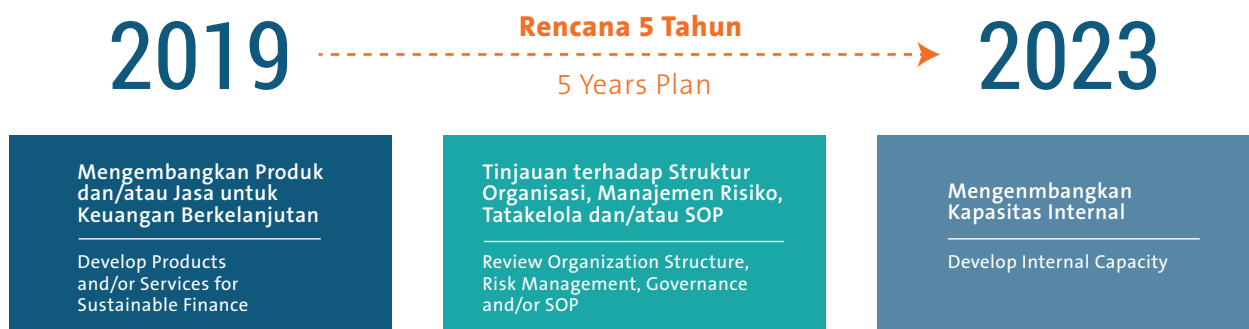 2019
Rencana 5 Tahun
5 Years Plan
2023
Mengembangkan Produk
dan/atau Jasa untuk
Keuangan Berkelanjutan
Develop Products
and/or Services for
Sustainable Finance
Tinjauan terhadap Struktur
Organisasi, Manajemen Risiko,
Tatakelola dan/atau SOP
Review Organization Structure,
Risk Management, Governance
and/or SOP
Mengenmbangkan
Kapasitas Internal
Develop Internal Capacity